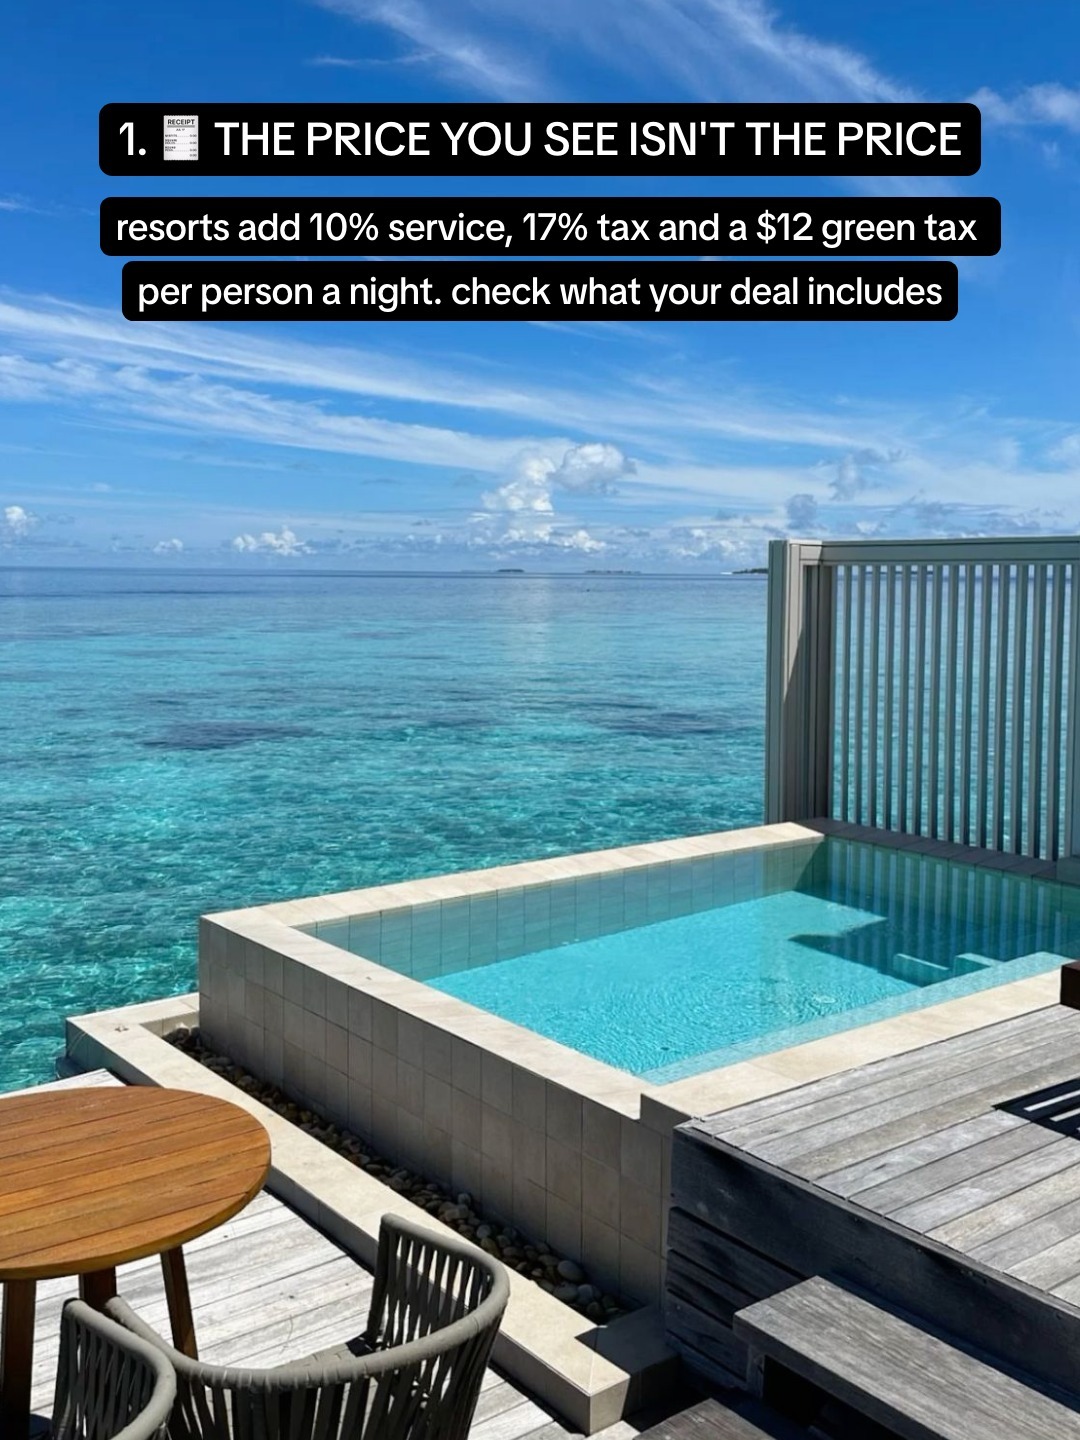 1. 🧾 THE PRICE YOU SEE ISN'T THE PRICE
resorts add 10% service, 17% tax and a $12 green tax
per person a night. check what your deal includes